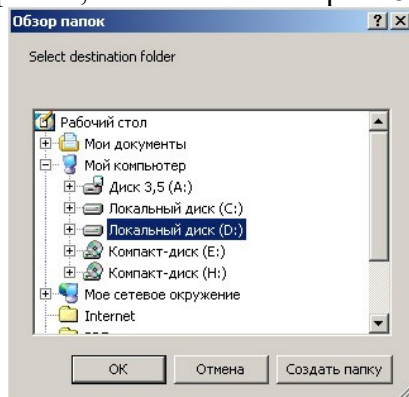 Обзор папок
Select destination folder
Рабочий стол
Мои документы
Мой компьютер
Диск 3,5 (A:)
Локальный диск (C:)
Локальный диск (D:)
Компакт-диск (E:)
Компакт-диск (H:)
Мое сетевое окружение
Internet
ОК
Отмена
Создать папку